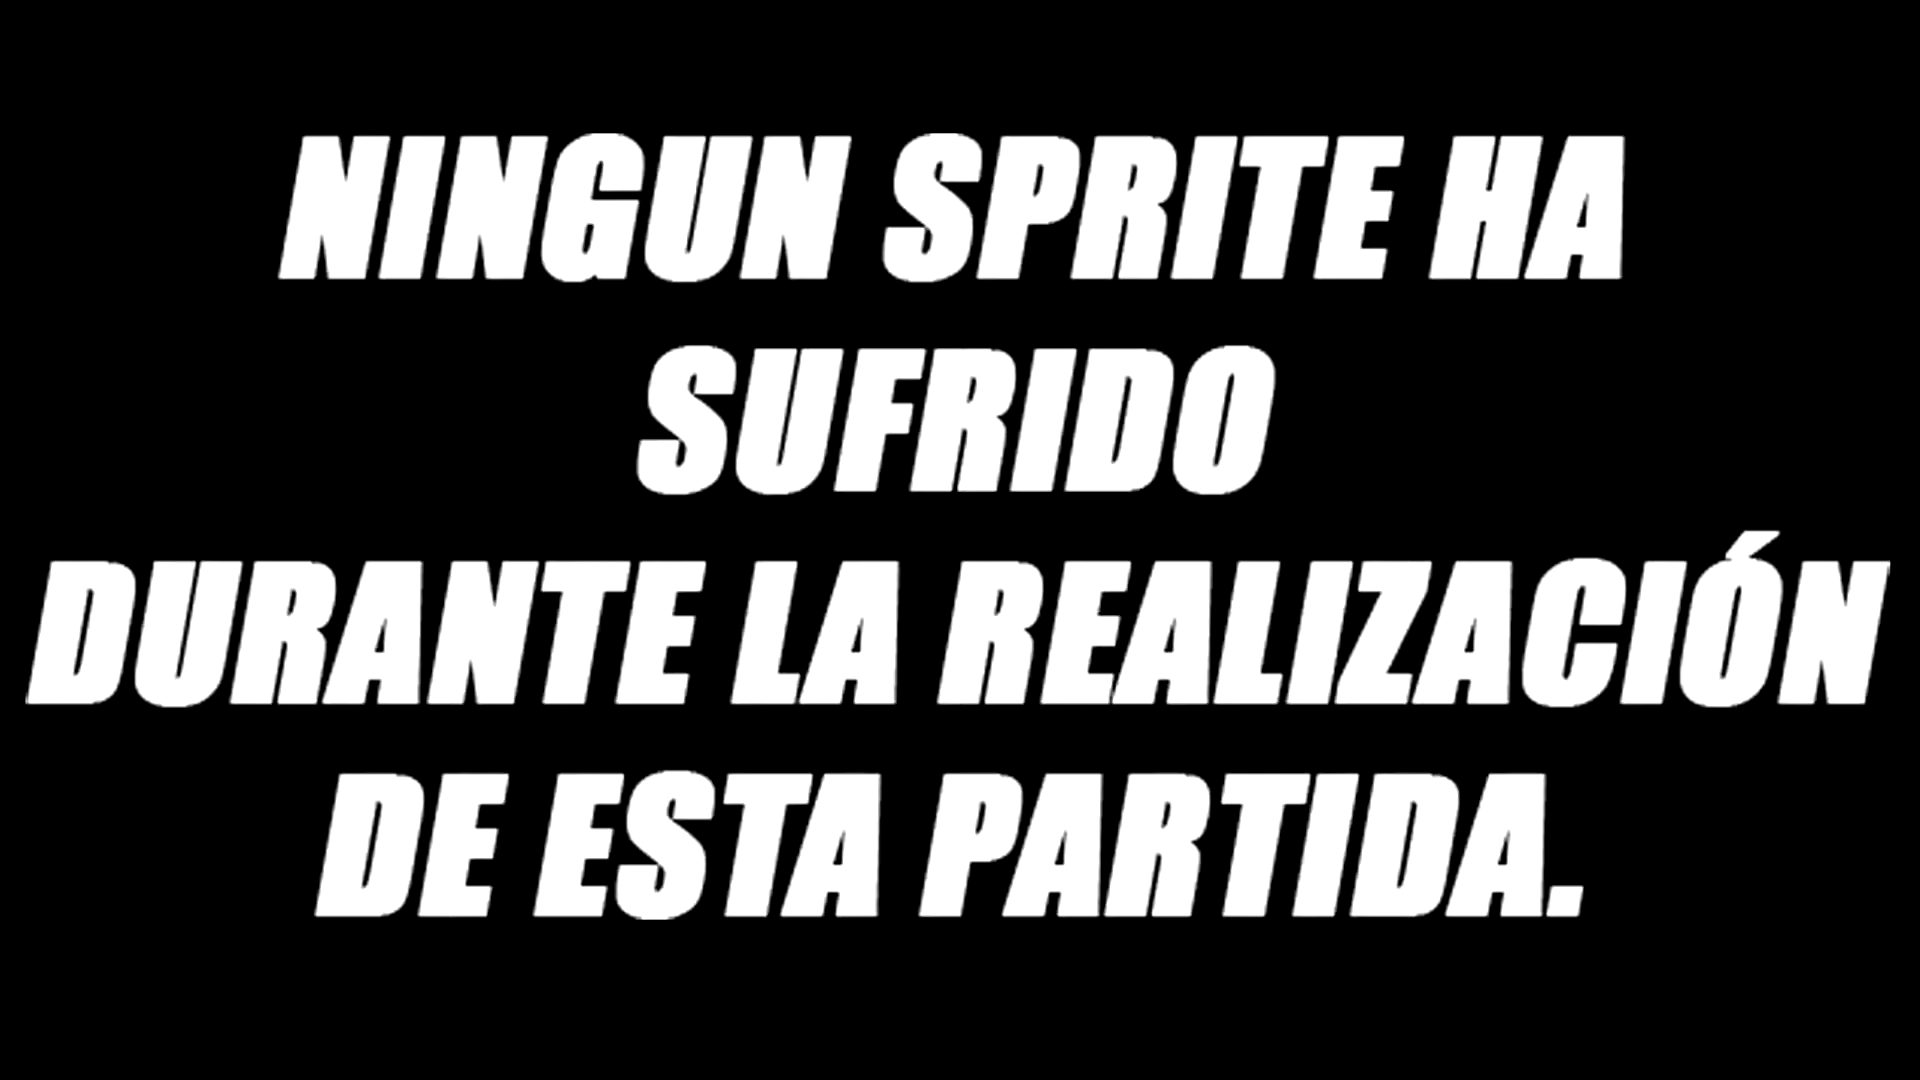 NINGUN SPRITE HA
SUFRIDO
DURANTE LA REALIZACIÓN
DE ESTA PARTIDA.